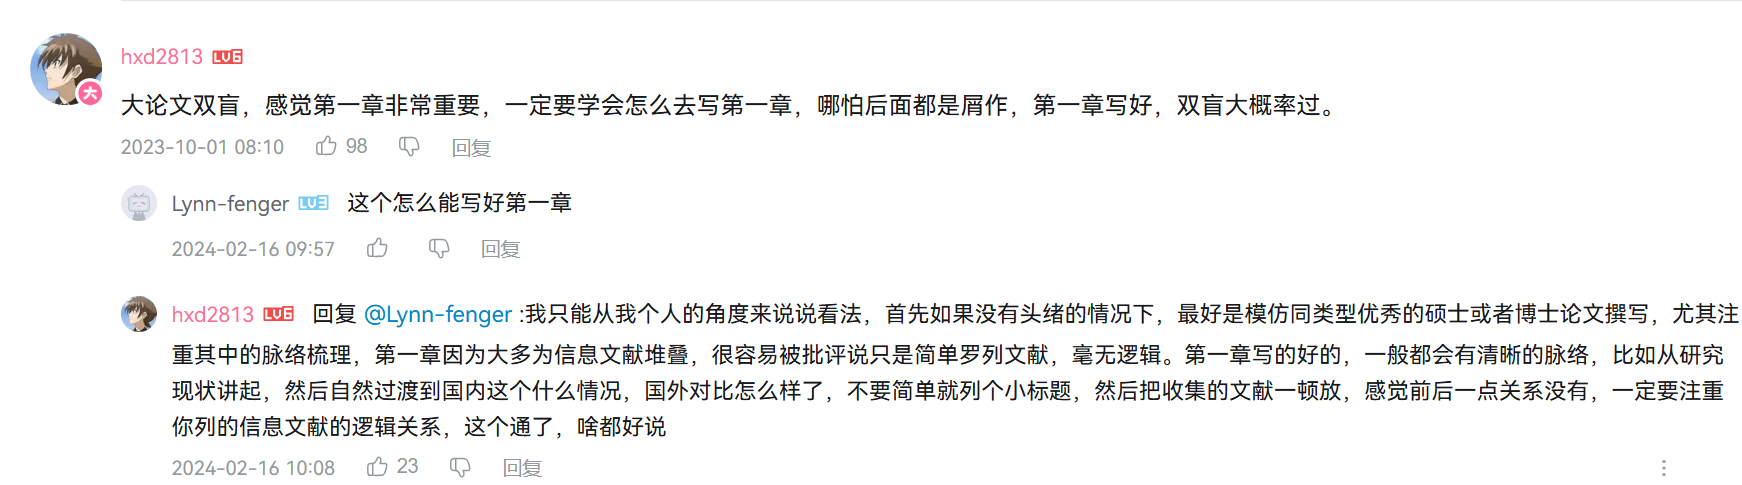 hxd2813 LV6
大论文双盲，感觉第一章非常重要，一定要学会怎么去写第一章，哪怕后面都是屑作，第一章写好，双盲大概率过。
2023-10-01 08:10 98 回复
Lynn-fenger LV3 这个怎么能写好第一章
2024-02-16 09:57 回复
hxd2813 LV6 回复 @Lynn-fenger :我只能从我个人的角度来说说看法，首先如果没有头绪的情况下，最好是模仿同类型优秀的硕士或者博士论文撰写，尤其注
重其中的脉络梳理，第一章因为大多为信息文献堆叠，很容易被批评说只是简单罗列文献，毫无逻辑。第一章写的好的，一般都会有清晰的脉络，比如从研究
现状讲起，然后自然过渡到国内这个什么情况，国外对比怎么样了，不要简单就列个小标题，然后把收集的文献一顿放，感觉前后一点关系没有，一定要注重
你列的信息文献的逻辑关系，这个通了，啥都好说
2024-02-16 10:08 23 回复